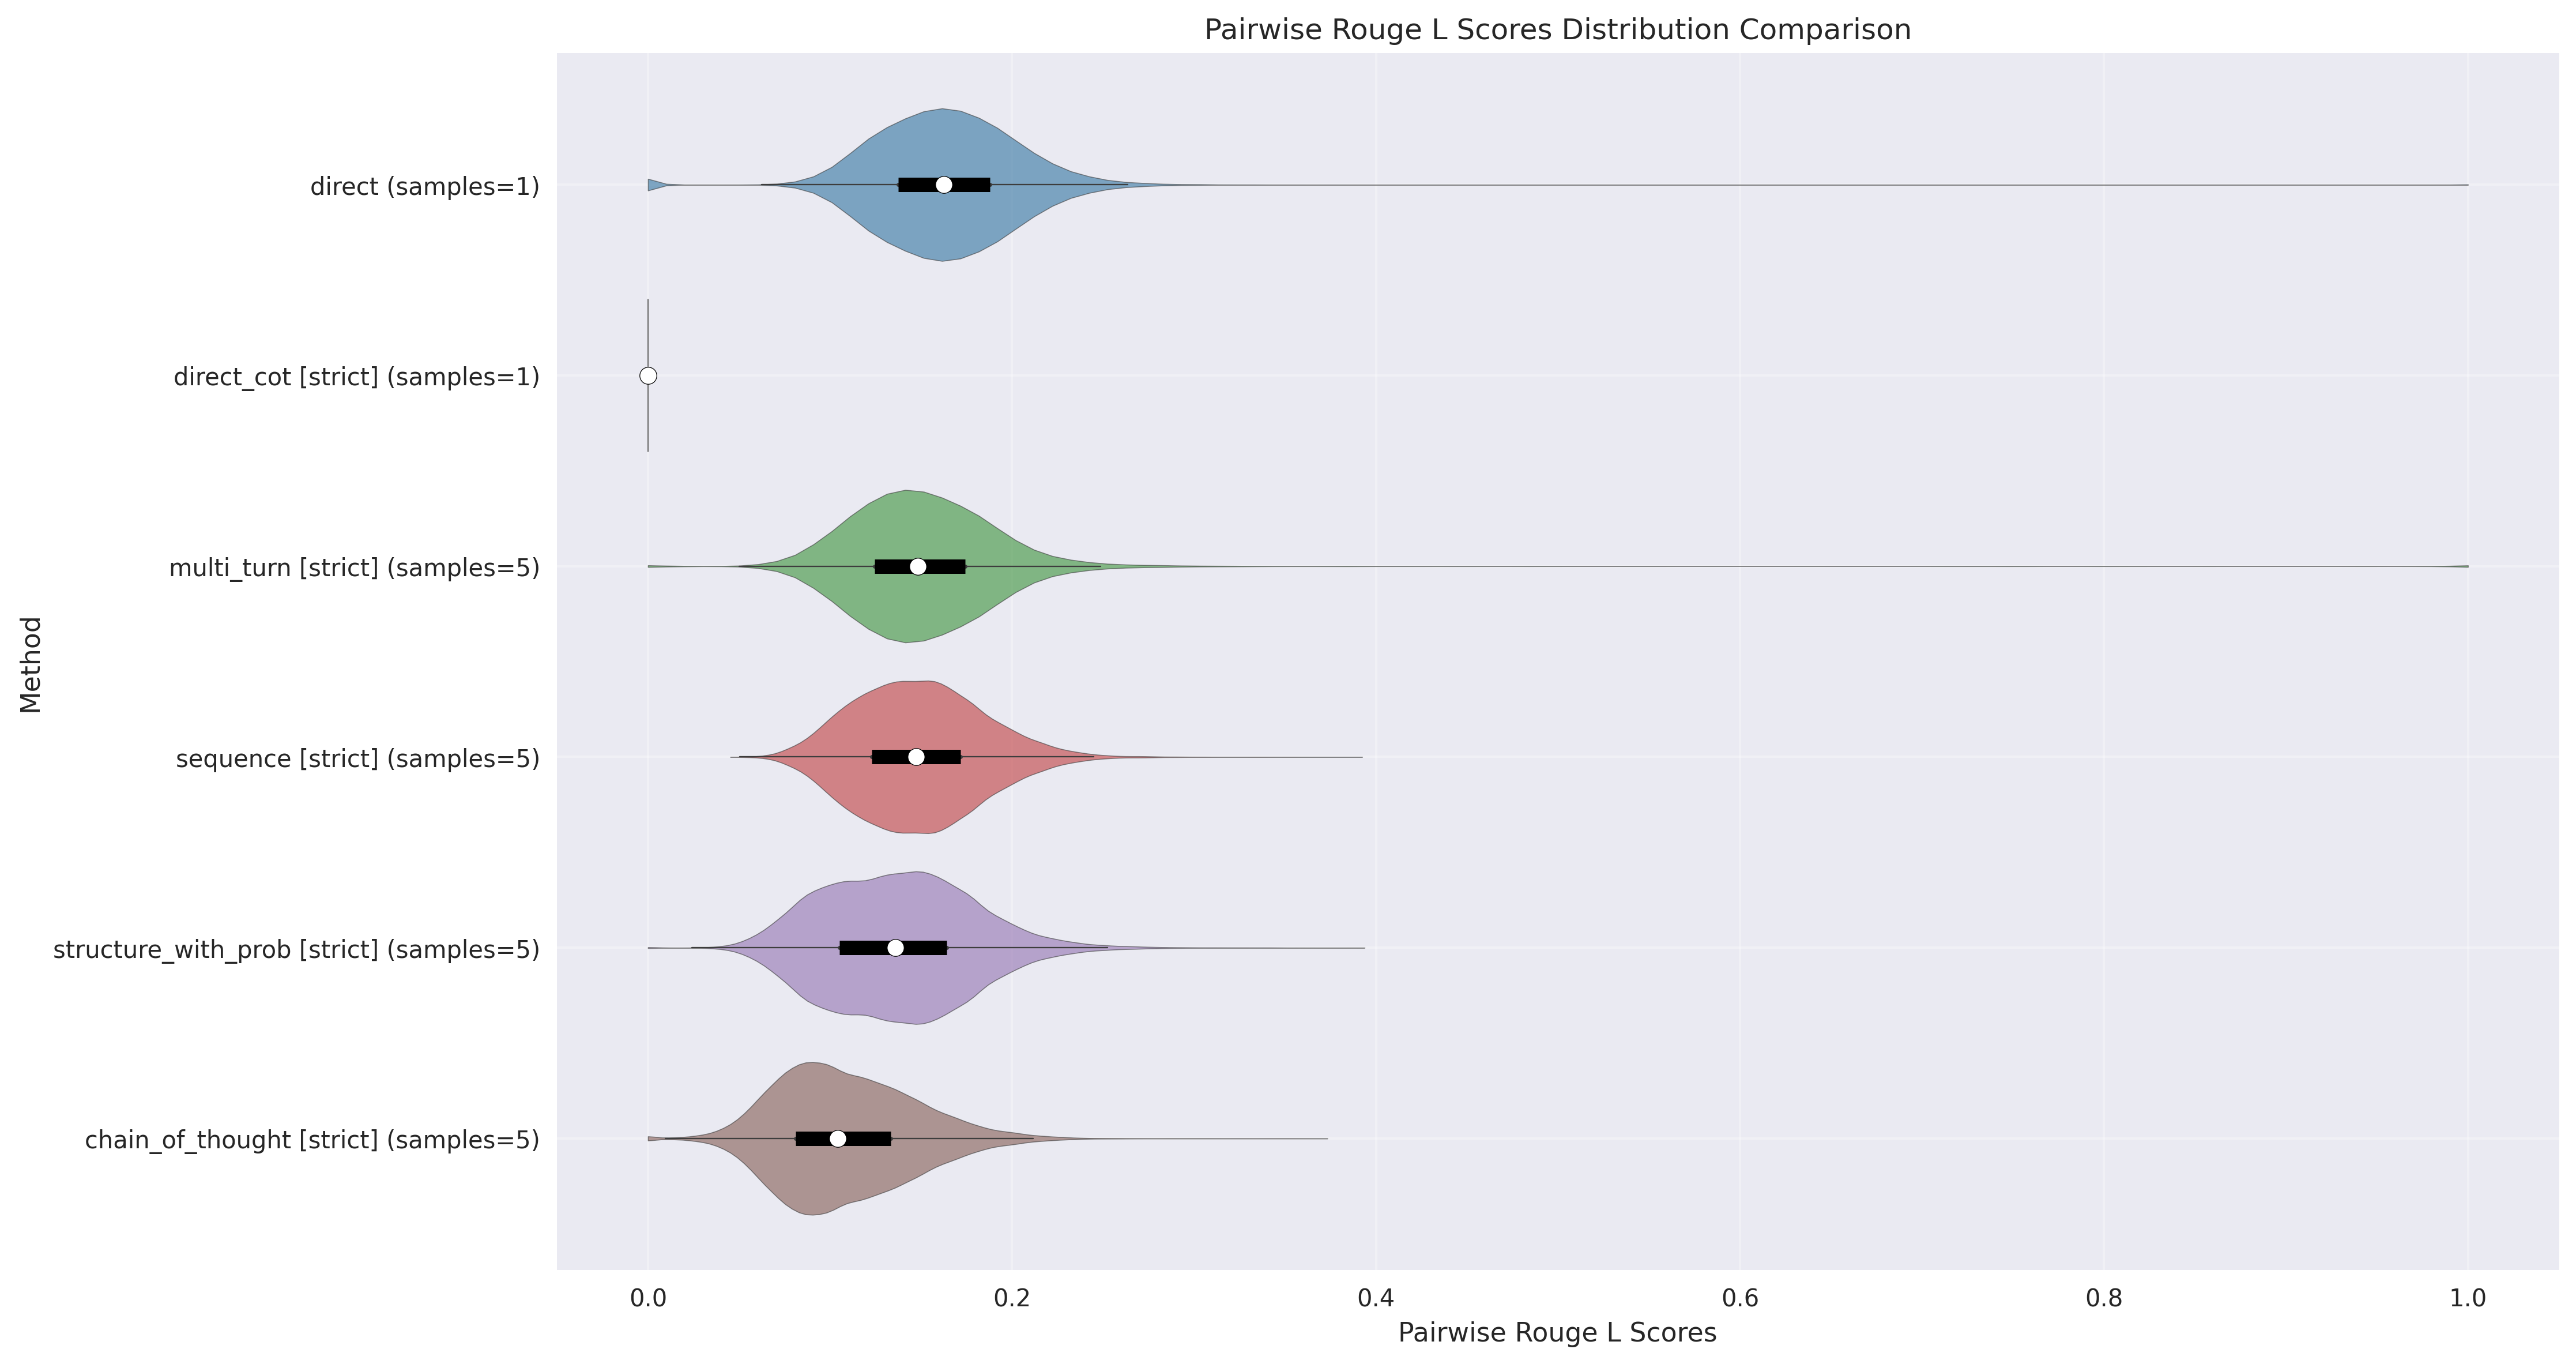 Pairwise Rouge L Scores Distribution Comparison
direct (samples=1)
direct_cot [strict] (samples=1)
multi_turn [strict] (samples=5)
sequence [strict] (samples=5)
structure_with_prob [strict] (samples=5)
chain_of_thought [strict] (samples=5)
Method
0.0 0.2 0.4 0.6 0.8 1.0
Pairwise Rouge L Scores